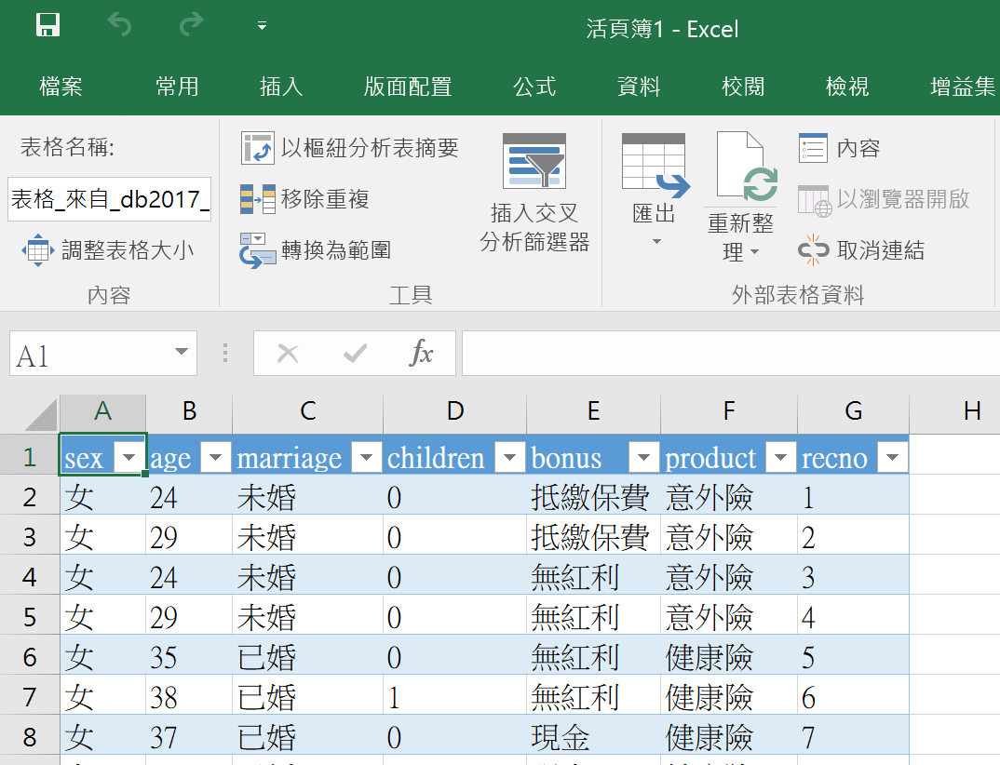 活頁簿1 - Excel
檔案 常用 插入 版面配置 公式 資料 校閱 檢視 增益集
表格名稱:
表格_來自_db2017_
調整表格大小
內容
以樞紐分析表摘要
移除重複
轉換為範圍
插入交叉
分析篩選器
工具
匯出
重新整
理
內容
以瀏覽器開啟
取消連結
外部表格資料
A1 fx
A B C D E F G H
1 sex age marriage children bonus product recno
2 女 24 未婚 0 抵繳保費 意外險 1
3 女 29 未婚 0 抵繳保費 意外險 2
4 女 24 未婚 0 無紅利 意外險 3
5 女 29 未婚 0 無紅利 意外險 4
6 女 35 已婚 0 無紅利 健康險 5
7 女 38 已婚 1 無紅利 健康險 6
8 女 37 已婚 0 現金 健康險 7